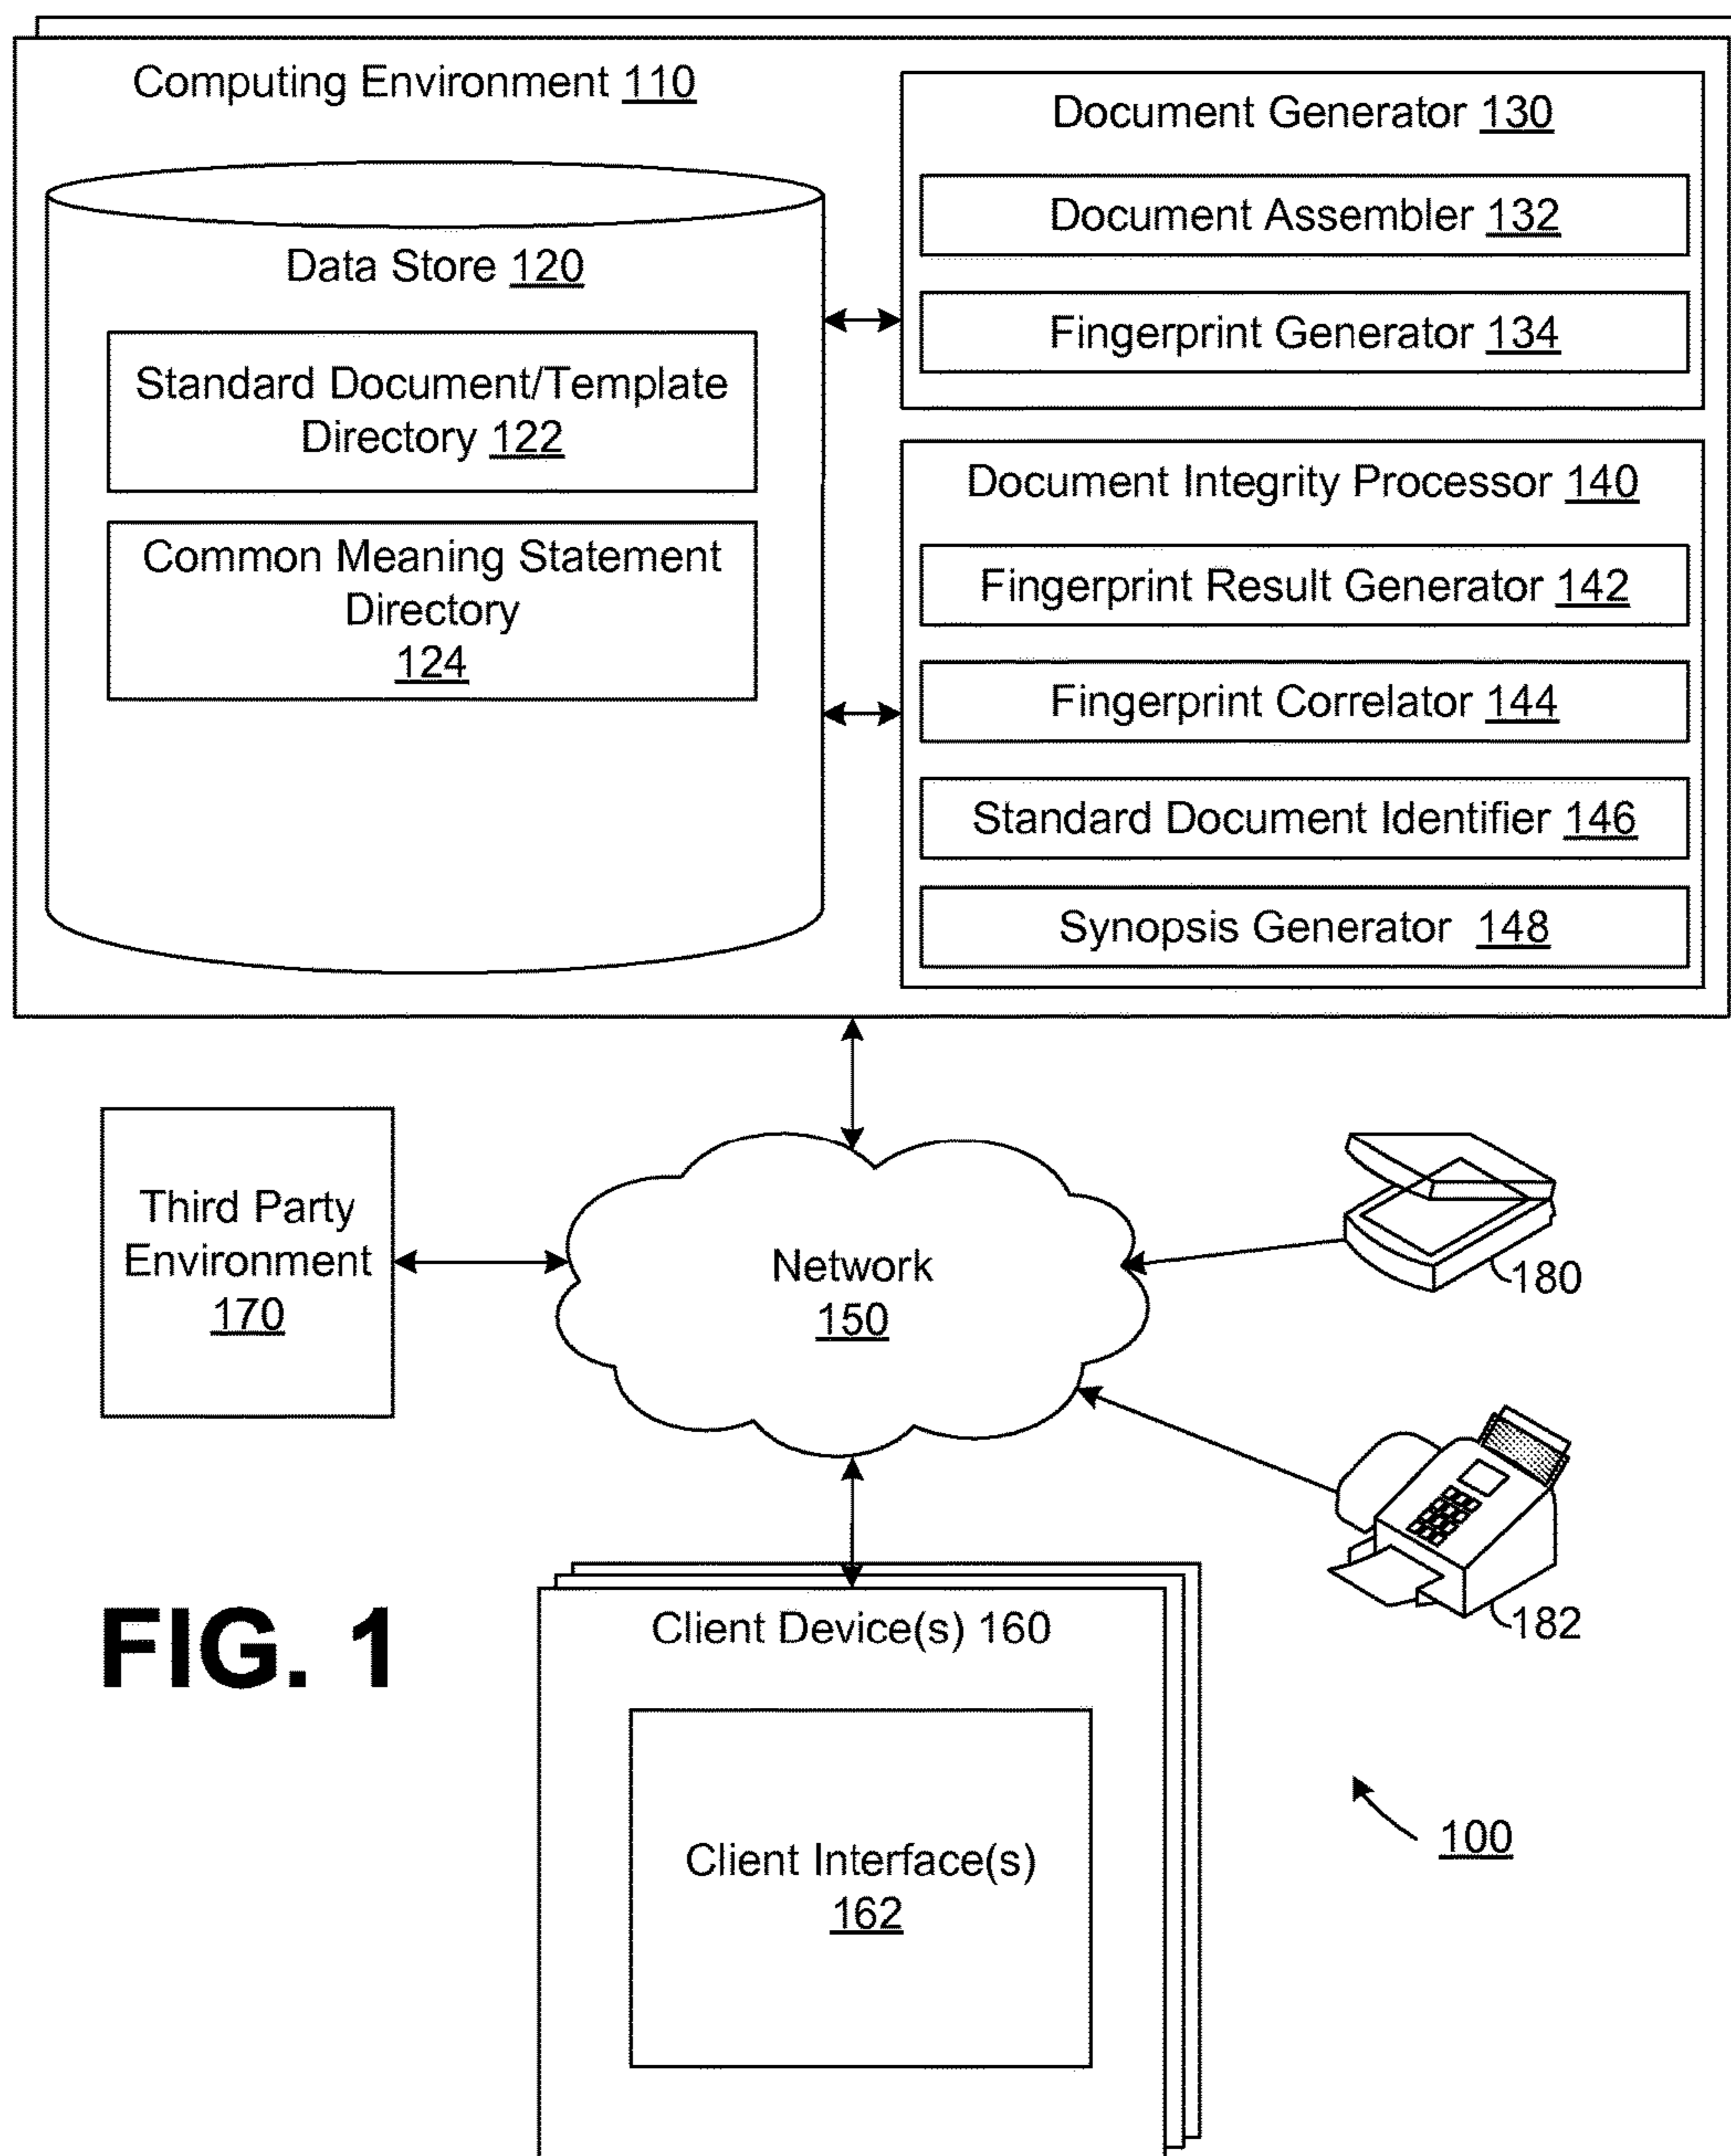 Computing Environment 110
Data Store 120
Standard Document/Template
Directory 122
Common Meaning Statement
Directory
124
Document Generator 130
Document Assembler 132
Fingerprint Generator 134
Document Integrity Processor 140
Fingerprint Result Generator 142
Fingerprint Correlator 144
Standard Document Identifier 146
Synopsis Generator 148
Third Party
Environment
170
Network
150
180
182
FIG. 1
Client Device(s) 160
Client Interface(s)
162
100